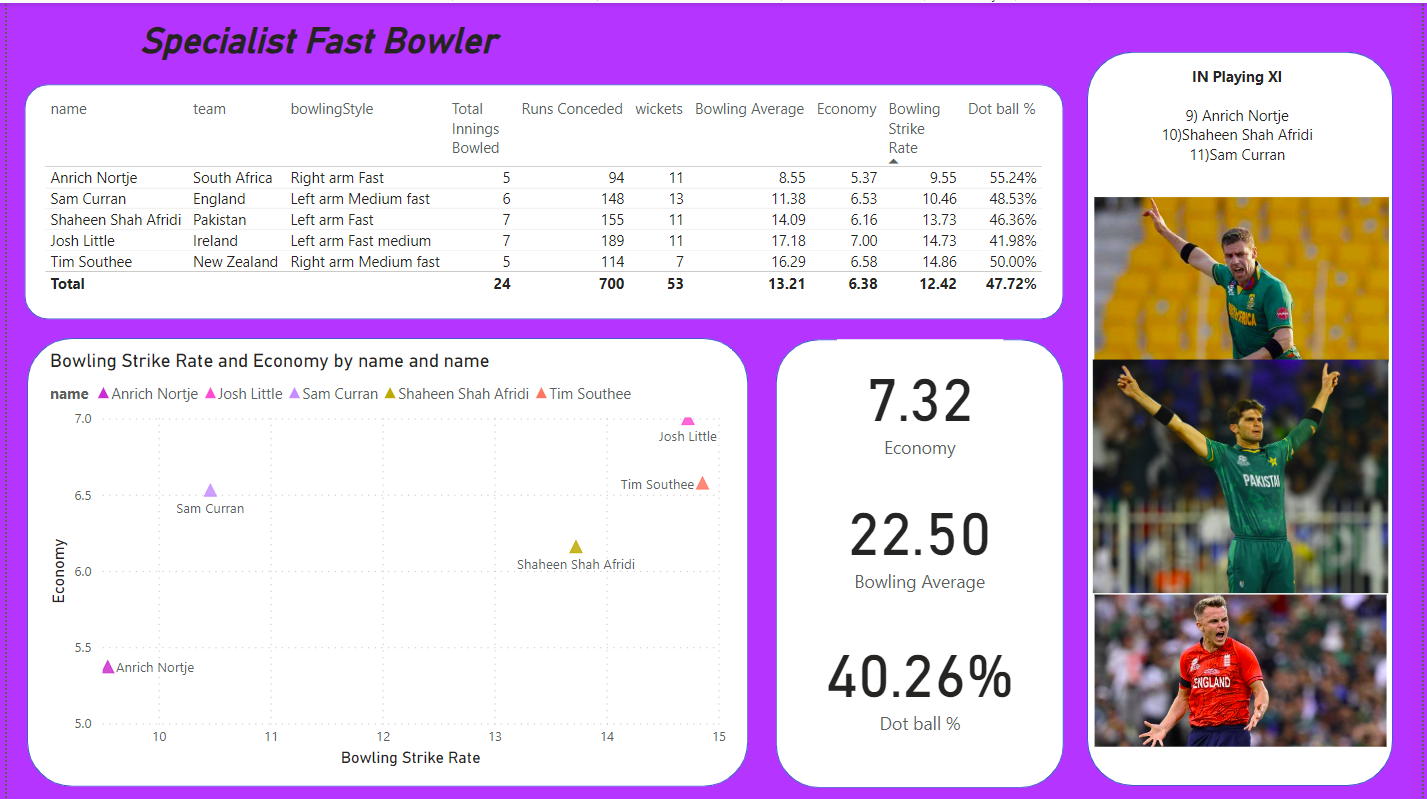 Specialist Fast Bowler
name team bowlingStyle Total Innings Bowled Runs Conceded wickets Bowling Average Economy Bowling Strike Rate Dot ball %
Anrich Nortje South Africa Right arm Fast 5 94 11 8.55 5.37 9.55 55.24%
Sam Curran England Left arm Medium fast 6 148 13 11.38 6.53 10.46 48.53%
Shaheen Shah Afridi Pakistan Left arm Fast 7 155 11 14.09 6.16 13.73 46.36%
Josh Little Ireland Left arm Fast medium 7 189 11 17.18 7.00 14.73 41.98%
Tim Southee New Zealand Right arm Medium fast 5 114 7 16.29 6.58 14.86 50.00%
Total 24 700 53 13.21 6.38 12.42 47.72%
Bowling Strike Rate and Economy by name and name
name Anrich Nortje Josh Little Sam Curran Shaheen Shah Afridi Tim Southee
7.0
Josh Little
Tim Southee
6.5
Sam Curran
Shaheen Shah Afridi
6.0
Economy
5.5
Anrich Nortje
5.0
10 11 12 13 14 15
Bowling Strike Rate
7.32
Economy
22.50
Bowling Average
40.26%
Dot ball %
IN Playing XI
9) Anrich Nortje
10)Shaheen Shah Afridi
11)Sam Curran
PAKISTAN
ENGLAND